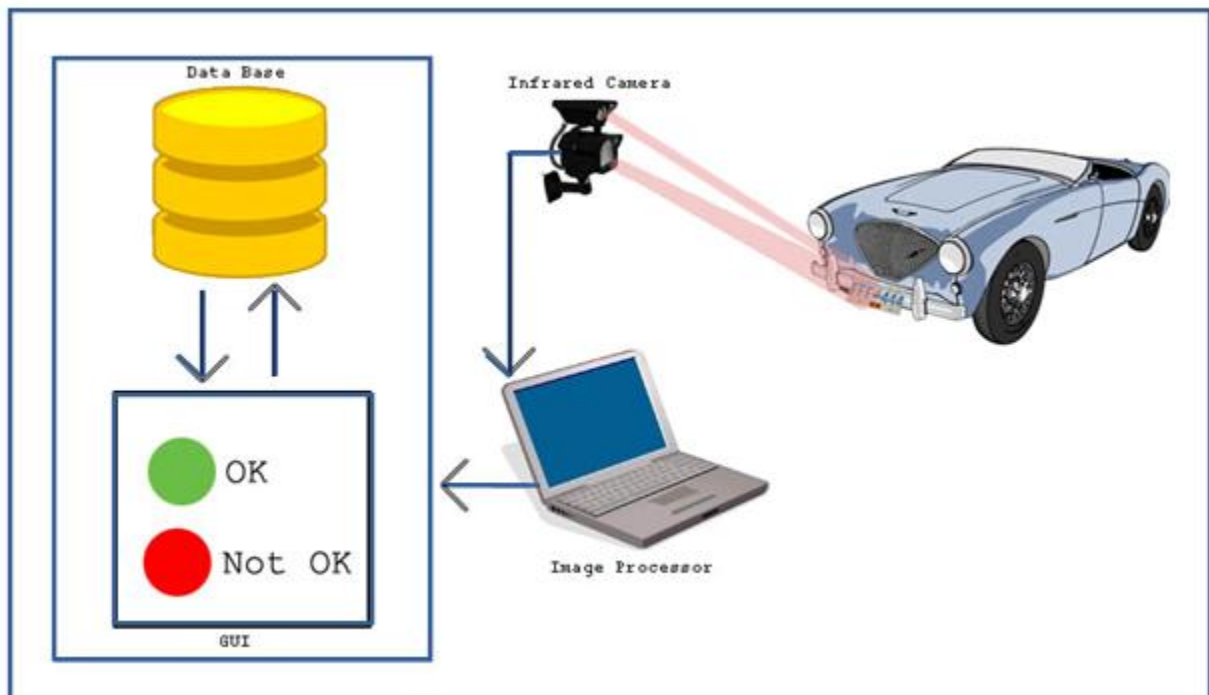 Data Base
Infrared Camera
OK
Not OK
Image Processor
GUI